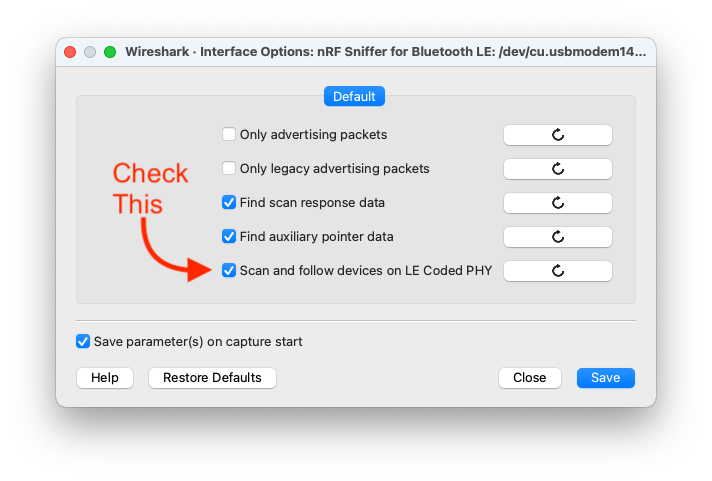 Wireshark · Interface Options: nRF Sniffer for Bluetooth LE: /dev/cu.usbmodem14...
Default
Only advertising packets
Only legacy advertising packets
Check
This
Find scan response data
Find auxiliary pointer data
Scan and follow devices on LE Coded PHY
Save parameter(s) on capture start
Help
Restore Defaults
Close
Save